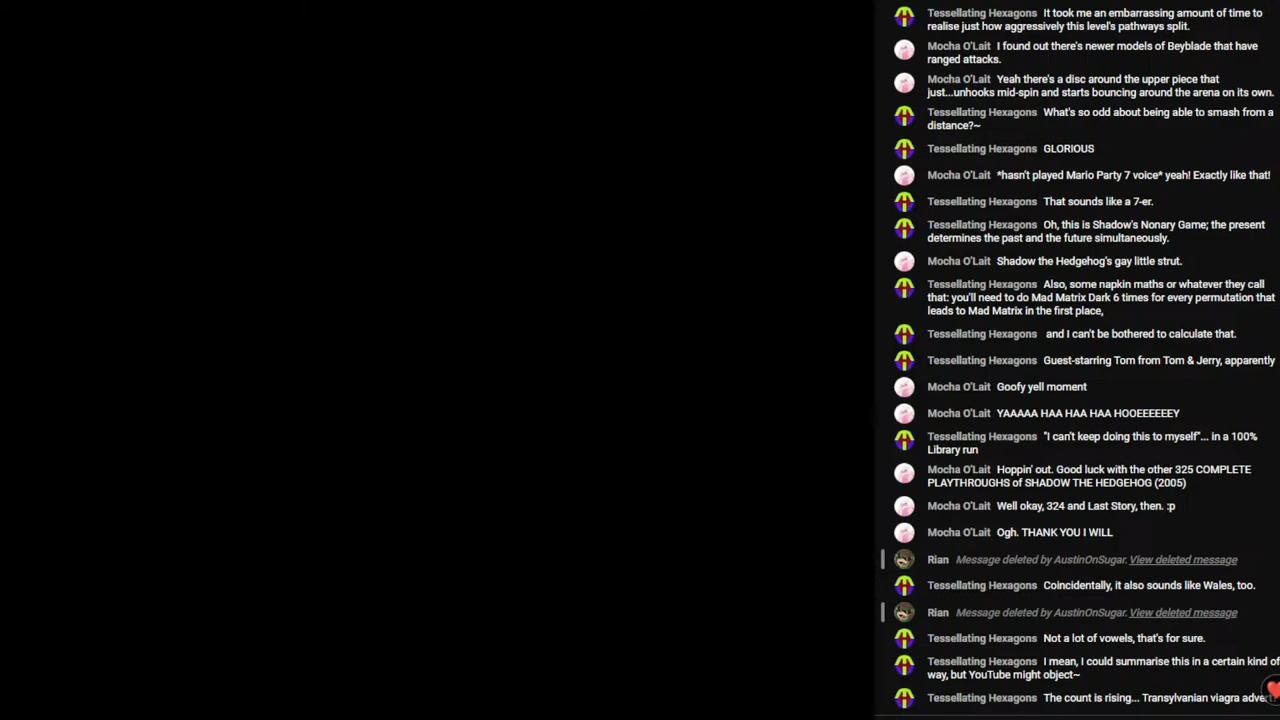 Tessellating Hexagons It took me an embarrassing amount of time to
realise just how aggressively this level's pathways split.
Mocha O'Lait I found out there's newer models of Beyblade that have
ranged attacks.
Mocha O'Lait Yeah there's a disc around the upper piece that
just...unhooks mid-spin and starts bouncing around the arena on its own.
Tessellating Hexagons What's so odd about being able to smash from a
distance?~
Tessellating Hexagons GLORIOUS
Mocha O'Lait *hasn't played Mario Party 7 voice* yeah! Exactly like that!
Tessellating Hexagons That sounds like a 7-er.
Tessellating Hexagons Oh, this is Shadow's Nonary Game; the present
determines the past and the future simultaneously.
Mocha O'Lait Shadow the Hedgehog's gay little strut.
Tessellating Hexagons Also, some napkin maths or whatever they call
that: you'll need to do Mad Matrix Dark 6 times for every permutation that
leads to Mad Matrix in the first place,
Tessellating Hexagons and I can't be bothered to calculate that.
Tessellating Hexagons Guest-starring Tom from Tom & Jerry, apparently
Mocha O'Lait Goofy yell moment
Mocha O'Lait YAAAAA HAA HAA HAA HOOEEEEEEY
Tessellating Hexagons "I can't keep doing this to myself"... in a 100%
Library run
Mocha O'Lait Hoppin' out. Good luck with the other 325 COMPLETE
PLAYTHROUGHS of SHADOW THE HEDGEHOG (2005)
Mocha O'Lait Well okay, 324 and Last Story, then. :p
Mocha O'Lait Ogh. THANK YOU I WILL
Rian Message deleted by AustinOnSugar. View deleted message
Tessellating Hexagons Coincidentally, it also sounds like Wales, too.
Rian Message deleted by AustinOnSugar. View deleted message
Tessellating Hexagons Not a lot of vowels, that's for sure.
Tessellating Hexagons I mean, I could summarise this in a certain kind of
way, but YouTube might object~
Tessellating Hexagons The count is rising... Transylvanian viagra